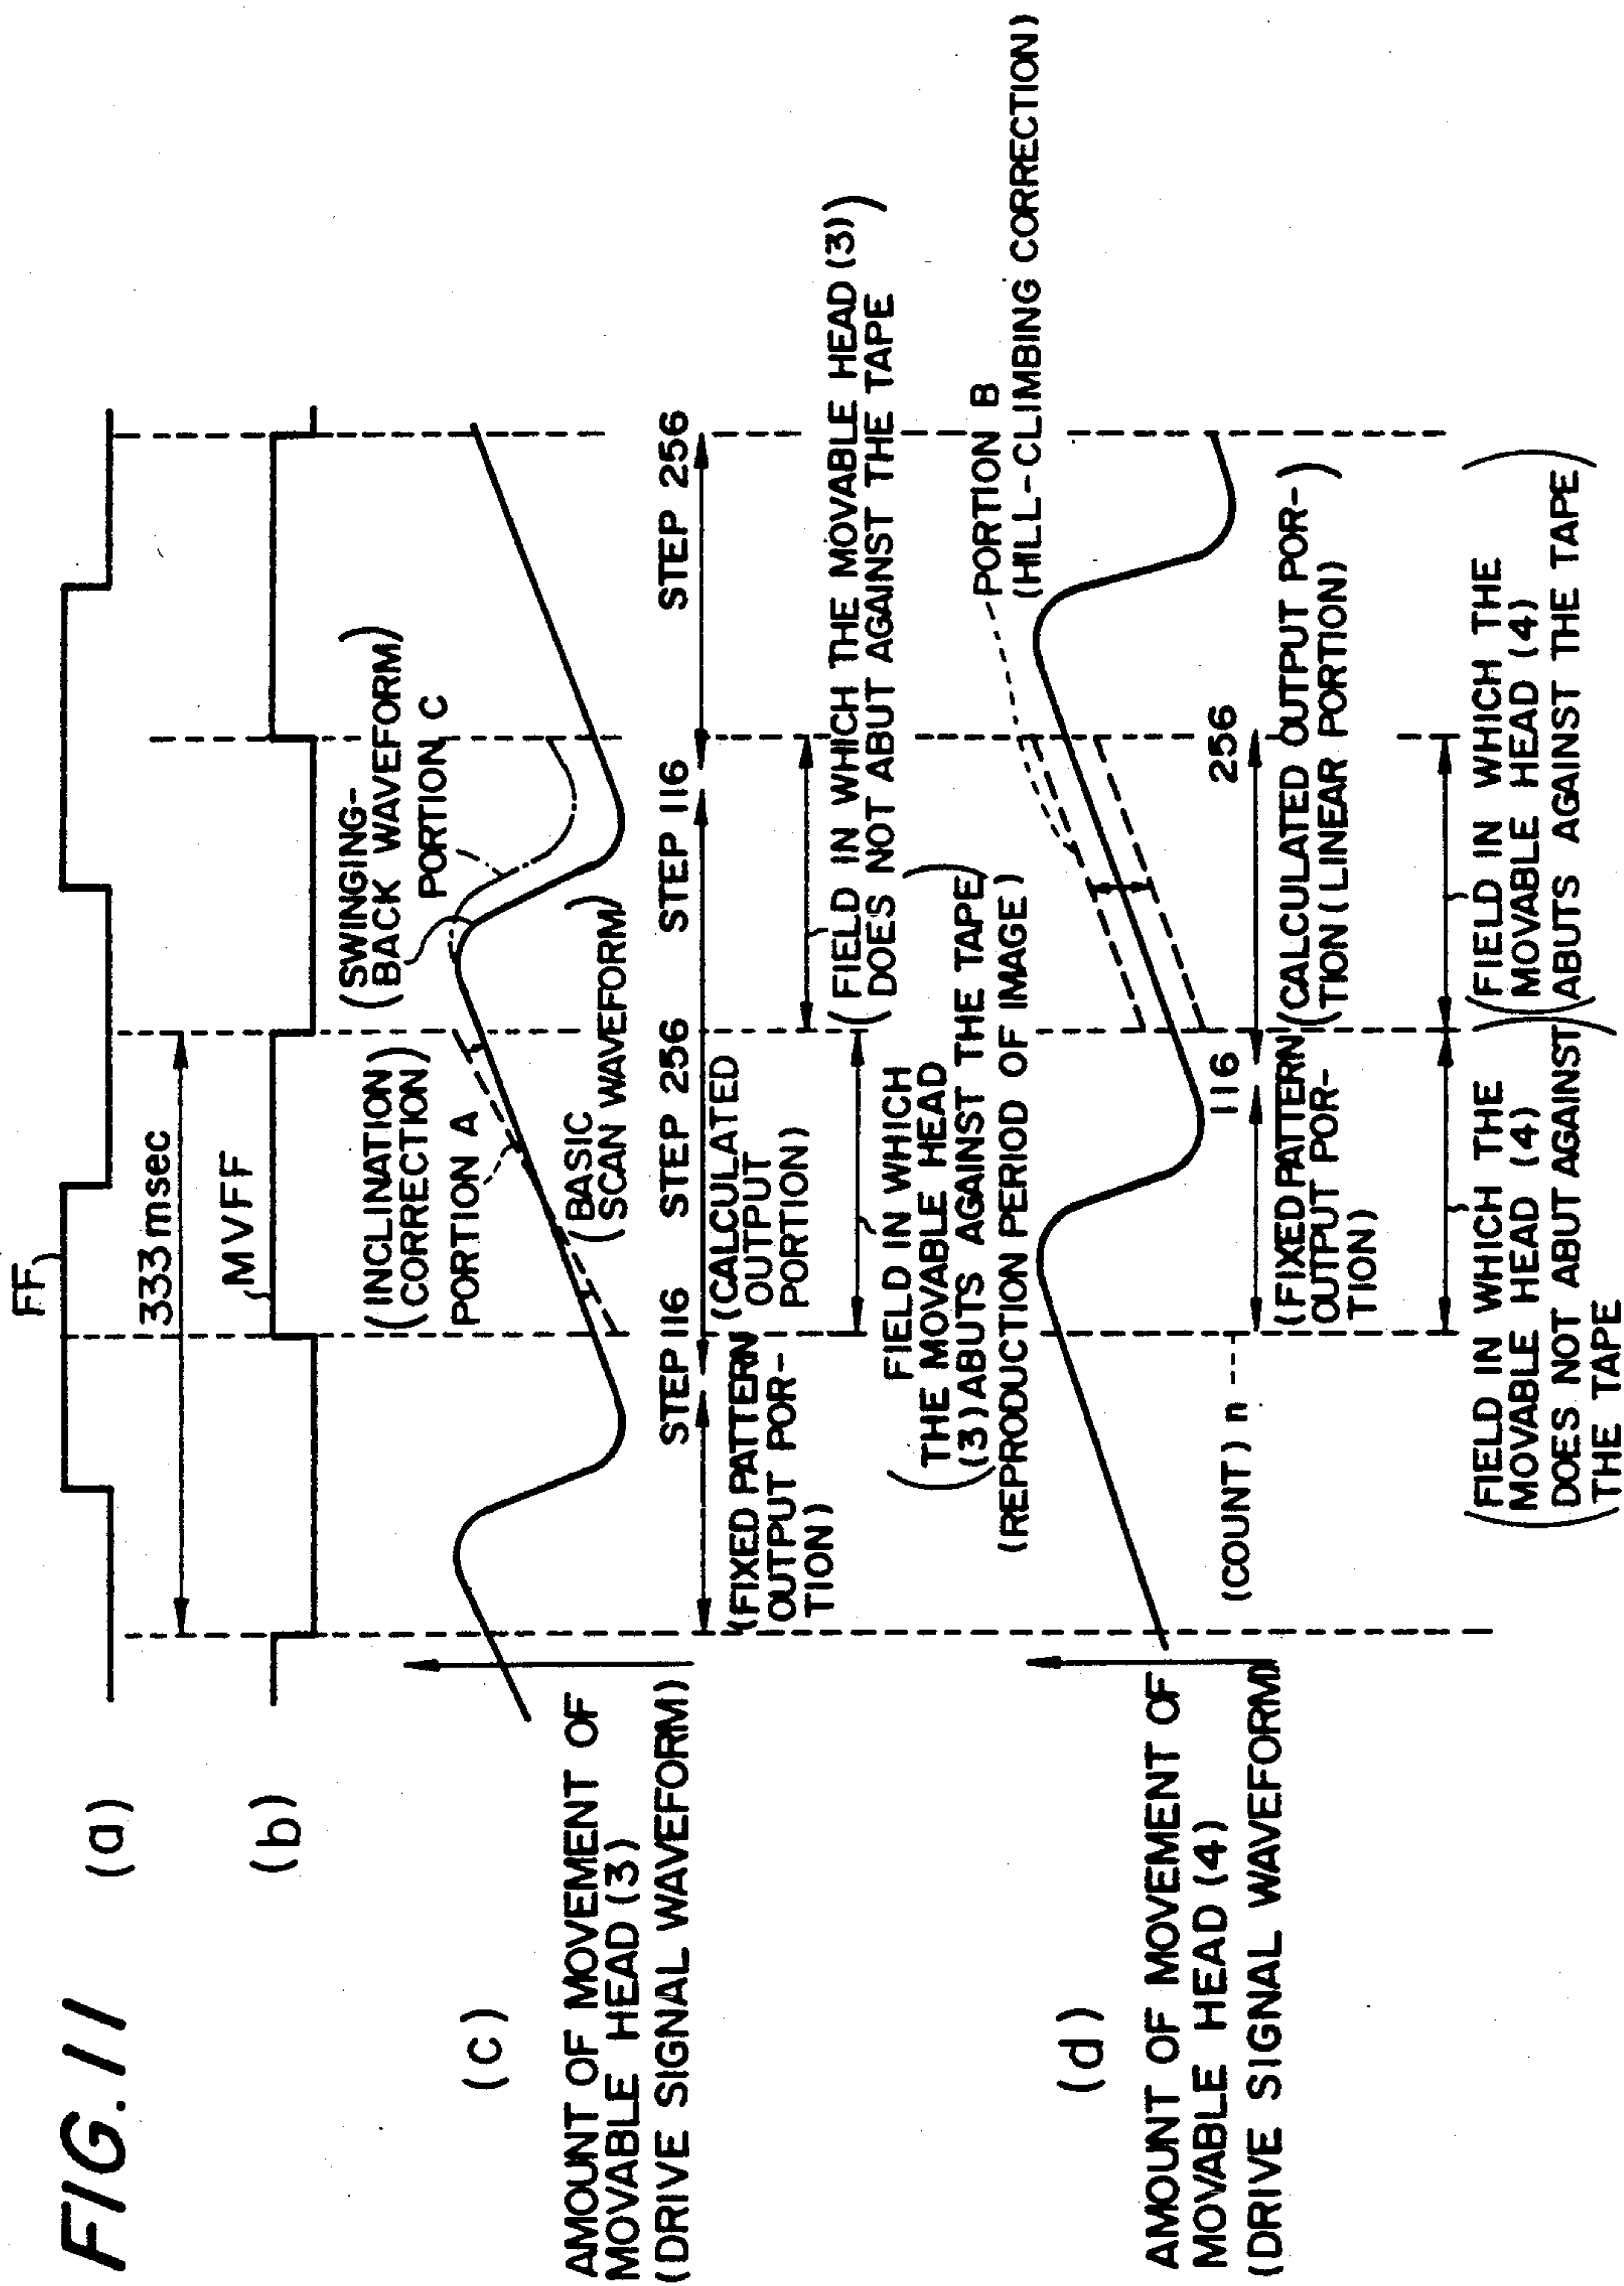 FIG. 11
(a)
FF
333 msec
(b)
MVFF
(c)
AMOUNT OF MOVEMENT OF
MOVABLE HEAD (3)
(DRIVE SIGNAL WAVEFORM)
(INCLINATION
CORRECTION)
PORTION A
(BASIC
SCAN WAVEFORM)
(SWINGING-
BACK WAVEFORM)
PORTION C
STEP 116
STEP 256
STEP 116
STEP 256
(FIXED PATTERN
OUTPUT POR-
TION)
(CALCULATED
OUTPUT
PORTION)
(FIELD IN WHICH THE MOVABLE HEAD (3)
DOES NOT ABUT AGAINST THE TAPE)
(FIELD IN WHICH
THE MOVABLE HEAD
(3) ABUTS AGAINST THE TAPE)
(REPRODUCTION PERIOD OF IMAGE)
(d)
AMOUNT OF MOVEMENT OF
MOVABLE HEAD (4)
(DRIVE SIGNAL WAVEFORM)
PORTION B
(HILL-CLIMBING CORRECTION)
(COUNT) n
116
256
(FIXED PATTERN
OUTPUT POR-
TION)
(CALCULATED OUTPUT POR-
TION (LINEAR PORTION)
(FIELD IN WHICH THE
MOVABLE HEAD (4)
DOES NOT ABUT AGAINST
THE TAPE)
(FIELD IN WHICH THE
MOVABLE HEAD (4)
ABUTS AGAINST THE TAPE)